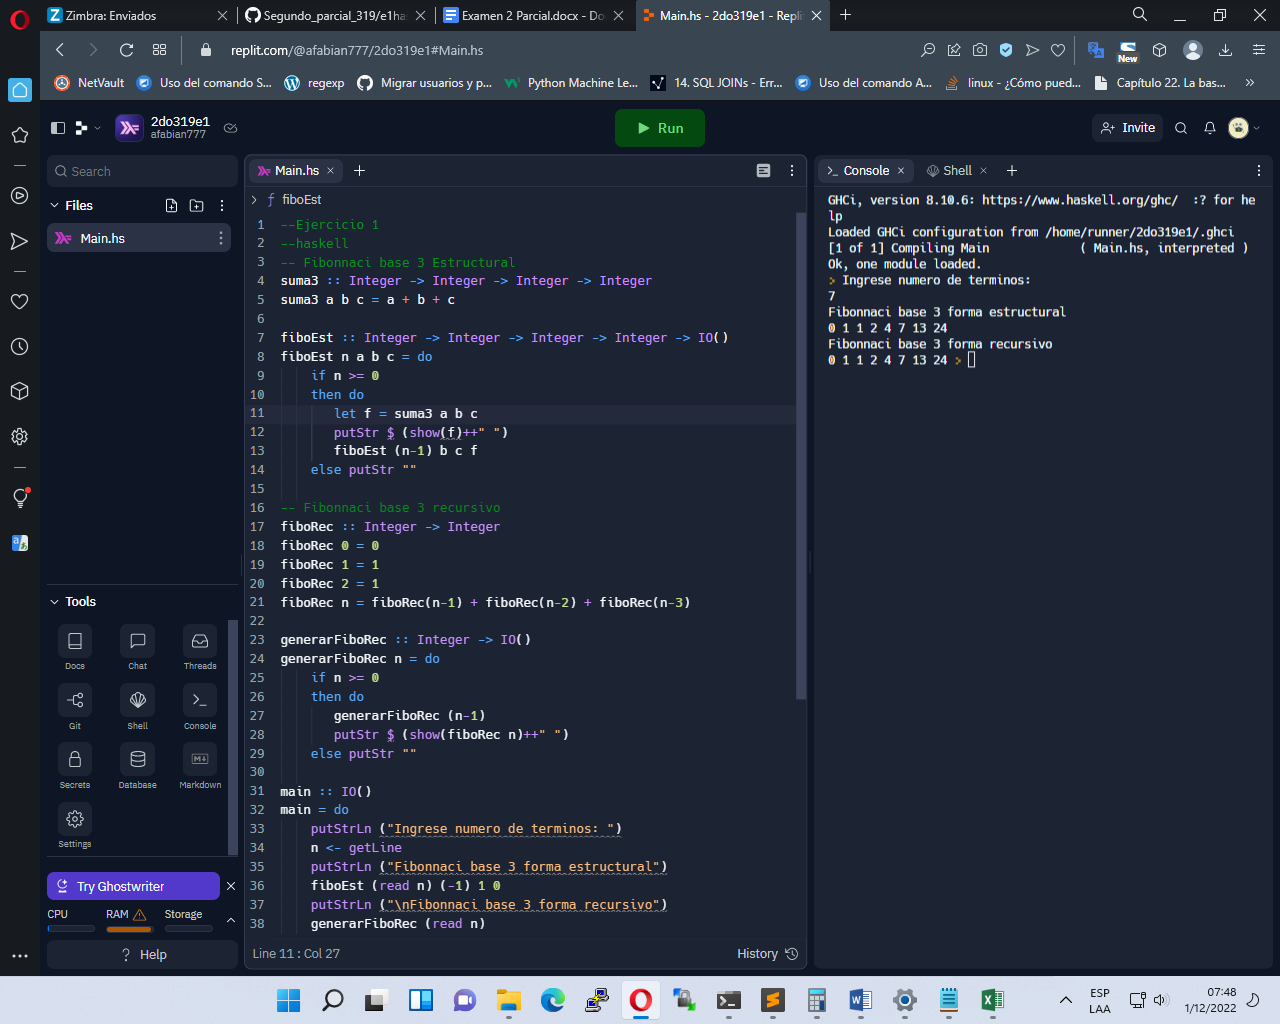 Zimbra: Enviados
Segundo_parcial_319/e1ha
Examen 2 Parcial.docx - Do
Main.hs - 2do319e1 - Repli
replit.com/@afabian777/2do319e1#Main.hs
New
NetVault
Uso del comando S...
regexp
Migrar usuarios y p...
Python Machine Le...
14. SQL JOINs - Err...
Uso del comando A...
linux - ¿Cómo pued...
Capítulo 22. La bas...
2do319e1
afabian777
Run
Invite
Search
Files
Main.hs
Tools
Docs
Chat
Threads
Git
Shell
Console
Secrets
Database
Markdown
Settings
Try Ghostwriter
CPU
RAM
Storage
? Help
Main.hs
fiboEst
1 --Ejercicio 1
2 --haskell
3 -- Fibonnaci base 3 Estructural
4 suma3 :: Integer -> Integer -> Integer -> Integer
5 suma3 a b c = a + b + c
6
7 fiboEst :: Integer -> Integer -> Integer -> Integer -> IO()
8 fiboEst n a b c = do
9 if n >= 0
10 then do
11 let f = suma3 a b c
12 putStr $ (show(f)++" ")
13 fiboEst (n-1) b c f
14 else putStr ""
15
16 -- Fibonnaci base 3 recursivo
17 fiboRec :: Integer -> Integer
18 fiboRec 0 = 0
19 fiboRec 1 = 1
20 fiboRec 2 = 1
21 fiboRec n = fiboRec(n-1) + fiboRec(n-2) + fiboRec(n-3)
22
23 generarFiboRec :: Integer -> IO()
24 generarFiboRec n = do
25 if n >= 0
26 then do
27 generarFiboRec (n-1)
28 putStr $ (show(fiboRec n)++" ")
29 else putStr ""
30
31 main :: IO()
32 main = do
33 putStrLn ("Ingrese numero de terminos: ")
34 n <- getLine
35 putStrLn ("Fibonnaci base 3 forma estructural")
36 fiboEst (read n) (-1) 1 0
37 putStrLn ("\nFibonnaci base 3 forma recursivo")
38 generarFiboRec (read n)
Line 11 : Col 27
History
Console
Shell
GHCi, version 8.10.6: https://www.haskell.org/ghc/ :? for he
lp
Loaded GHCi configuration from /home/runner/2do319e1/.ghci
[1 of 1] Compiling Main ( Main.hs, interpreted )
Ok, one module loaded.
> Ingrese numero de terminos:
7
Fibonnaci base 3 forma estructural
0 1 1 2 4 7 13 24
Fibonnaci base 3 forma recursivo
0 1 1 2 4 7 13 24 >
ESP
LAA
07:48
1/12/2022